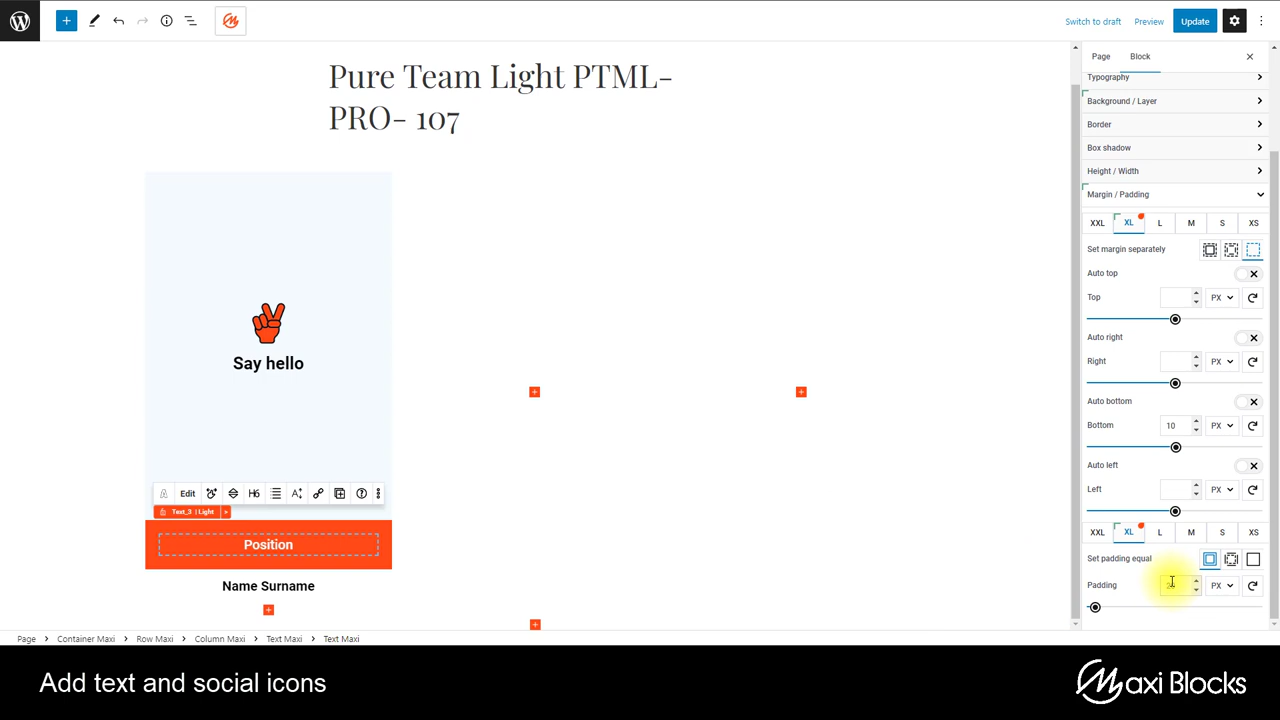 Switch to draft Preview Update
Pure Team Light PTML-
PRO- 107
Say hello
Edit H6
Text_3 | Light >
Position
Name Surname
Page Block
Typography
Background / Layer
Border
Box shadow
Height / Width
Margin / Padding
XXL XL L M S XS
Set margin separately
Auto top
Top PX
Auto right
Right PX
Auto bottom
Bottom 10 PX
Auto left
Left PX
XXL XL L M S XS
Set padding equal
Padding PX
Page Container Maxi Row Maxi Column Maxi Text Maxi Text Maxi
Add text and social icons
Maxi Blocks